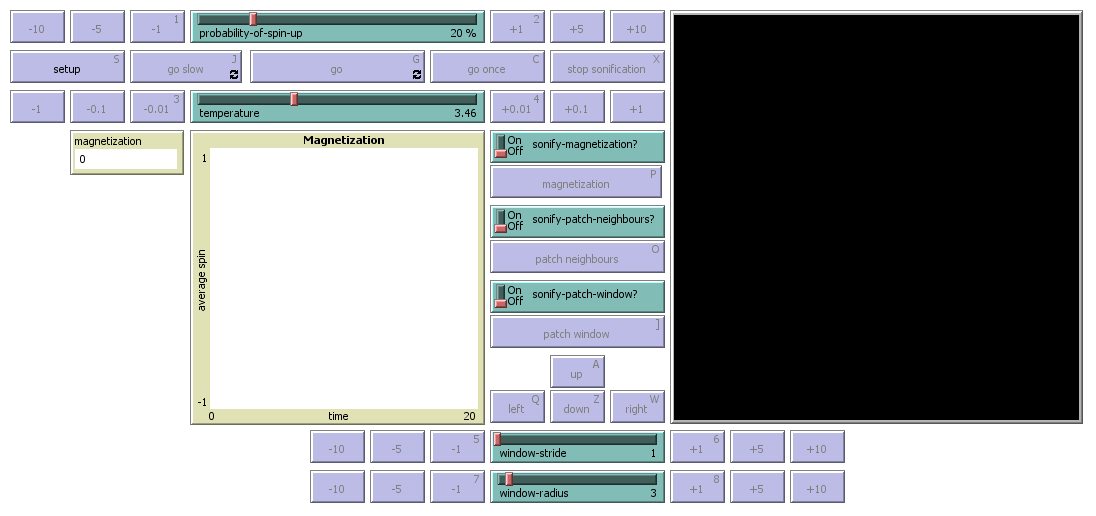 -10
-5
1
-1
probability-of-spin-up 20 %
2
+1
+5
+10
S
setup
J
go slow
G
go
C
go once
X
stop sonification
-1
-0.1
3
-0.01
temperature 3.46
4
+0.01
+0.1
+1
magnetization
0
Magnetization
1
average spin
-1
0
time
20
On
Off
sonify-magnetization?
P
magnetization
On
Off
sonify-patch-neighbours?
O
patch neighbours
On
Off
sonify-patch-window?
]
patch window
A
up
Q
left
Z
down
W
right
-10
-5
5
-1
window-stride 1
6
+1
+5
+10
-10
-5
7
-1
window-radius 3
8
+1
+5
+10